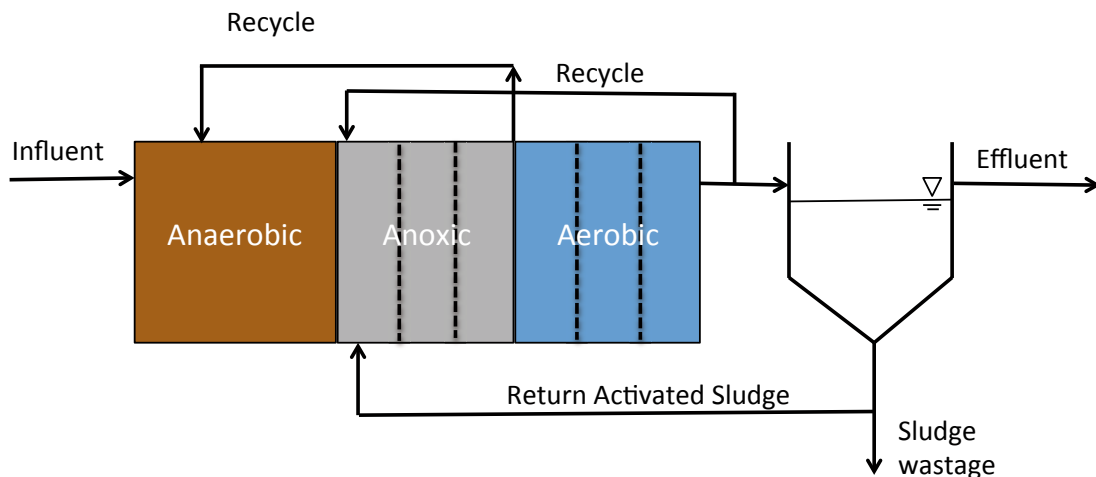 Recycle
Recycle
Influent
Effluent
Anaerobic
Anoxic
Aerobic
Return Activated Sludge
Sludge
wastage